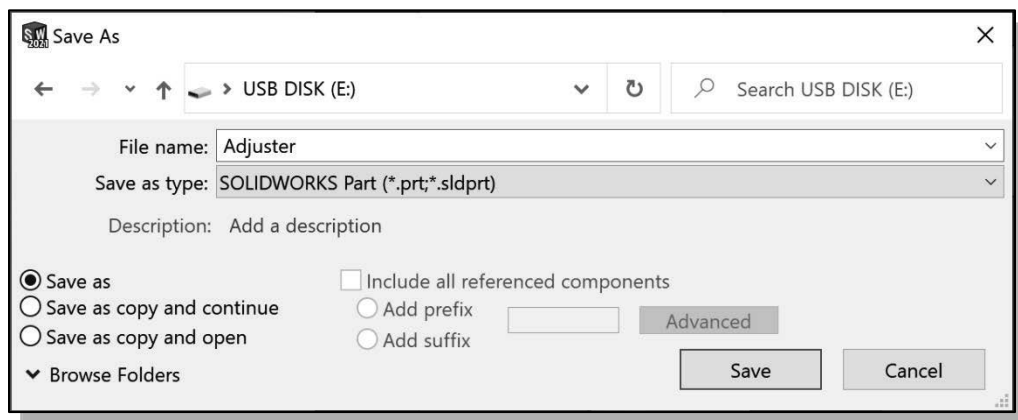 SW 2021 Save As
USB DISK (E:) Search USB DISK (E:)
File name: Adjuster
Save as type: SOLIDWORKS Part (*.prt;*.sldprt)
Description: Add a description
Save as Include all referenced components
Save as copy and continue Add prefix Advanced
Save as copy and open Add suffix
Browse Folders Save Cancel